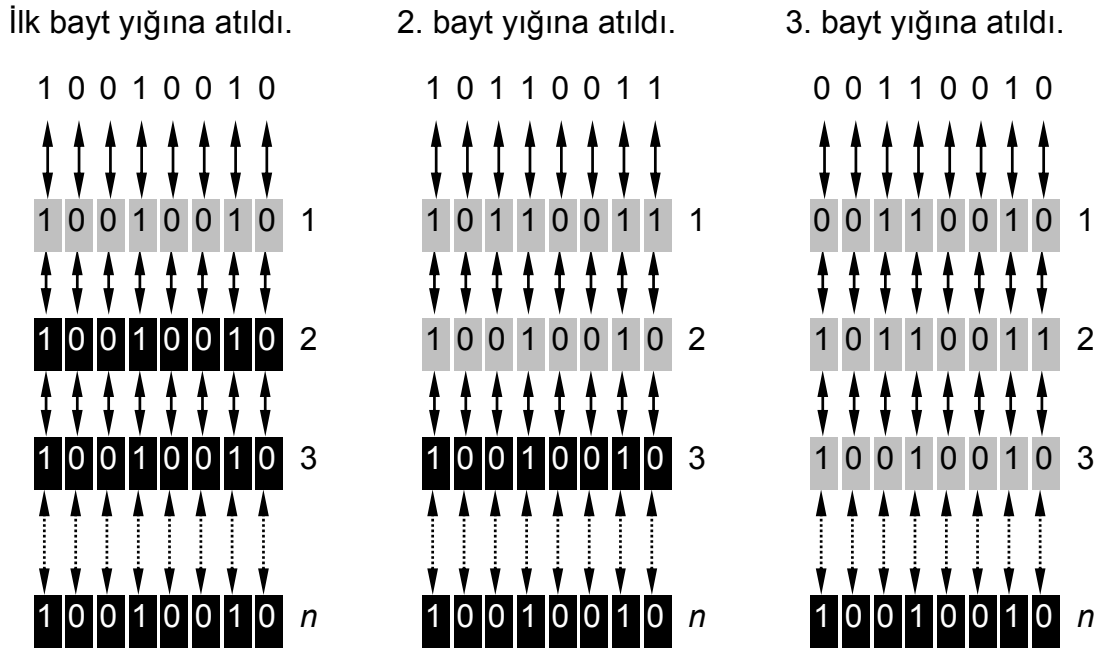 İlk bayt yığına atıldı. 2. bayt yığına atıldı. 3. bayt yığına atıldı.
1 0 0 1 0 0 1 0 1 0 1 1 0 0 1 1 0 0 1 1 0 0 1 0
1 0 0 1 0 0 1 0 1 1 0 1 1 0 0 1 1 1 0 0 1 1 0 0 1 0 1
1 0 0 1 0 0 1 0 2 1 0 0 1 0 0 1 0 2 1 0 1 1 0 0 1 1 2
1 0 0 1 0 0 1 0 3 1 0 0 1 0 0 1 0 3 1 0 0 1 0 0 1 0 3
1 0 0 1 0 0 1 0 n 1 0 0 1 0 0 1 0 n 1 0 0 1 0 0 1 0 n